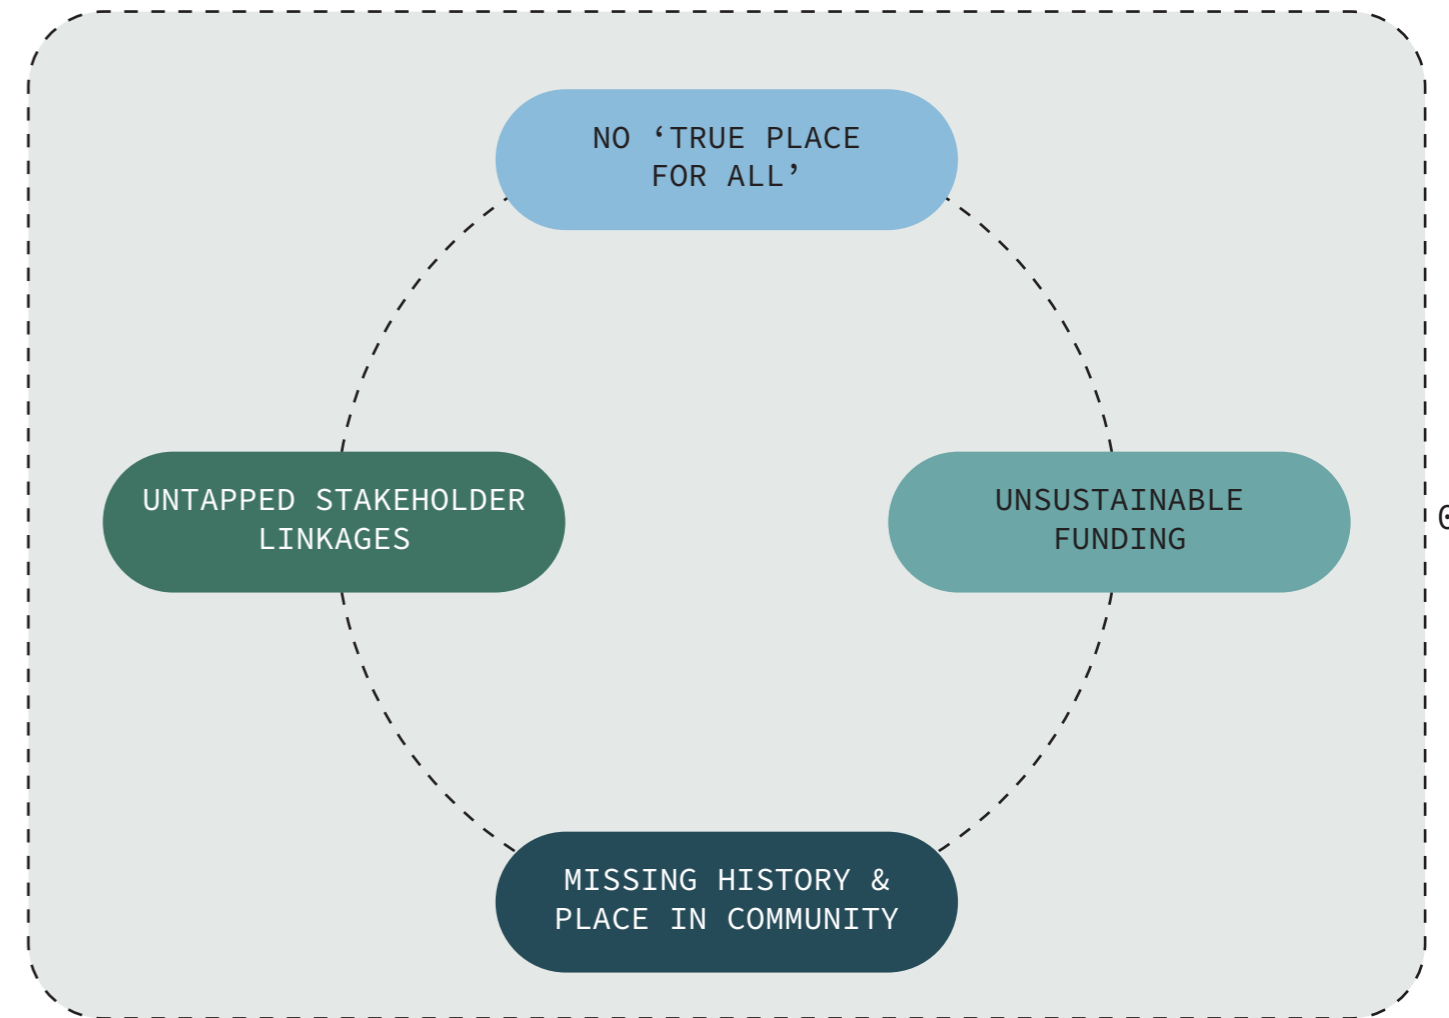 NO ‘TRUE PLACE
FOR ALL’
UNTAPPED STAKEHOLDER
LINKAGES
UNSUSTAINABLE
FUNDING
MISSING HISTORY &
PLACE IN COMMUNITY